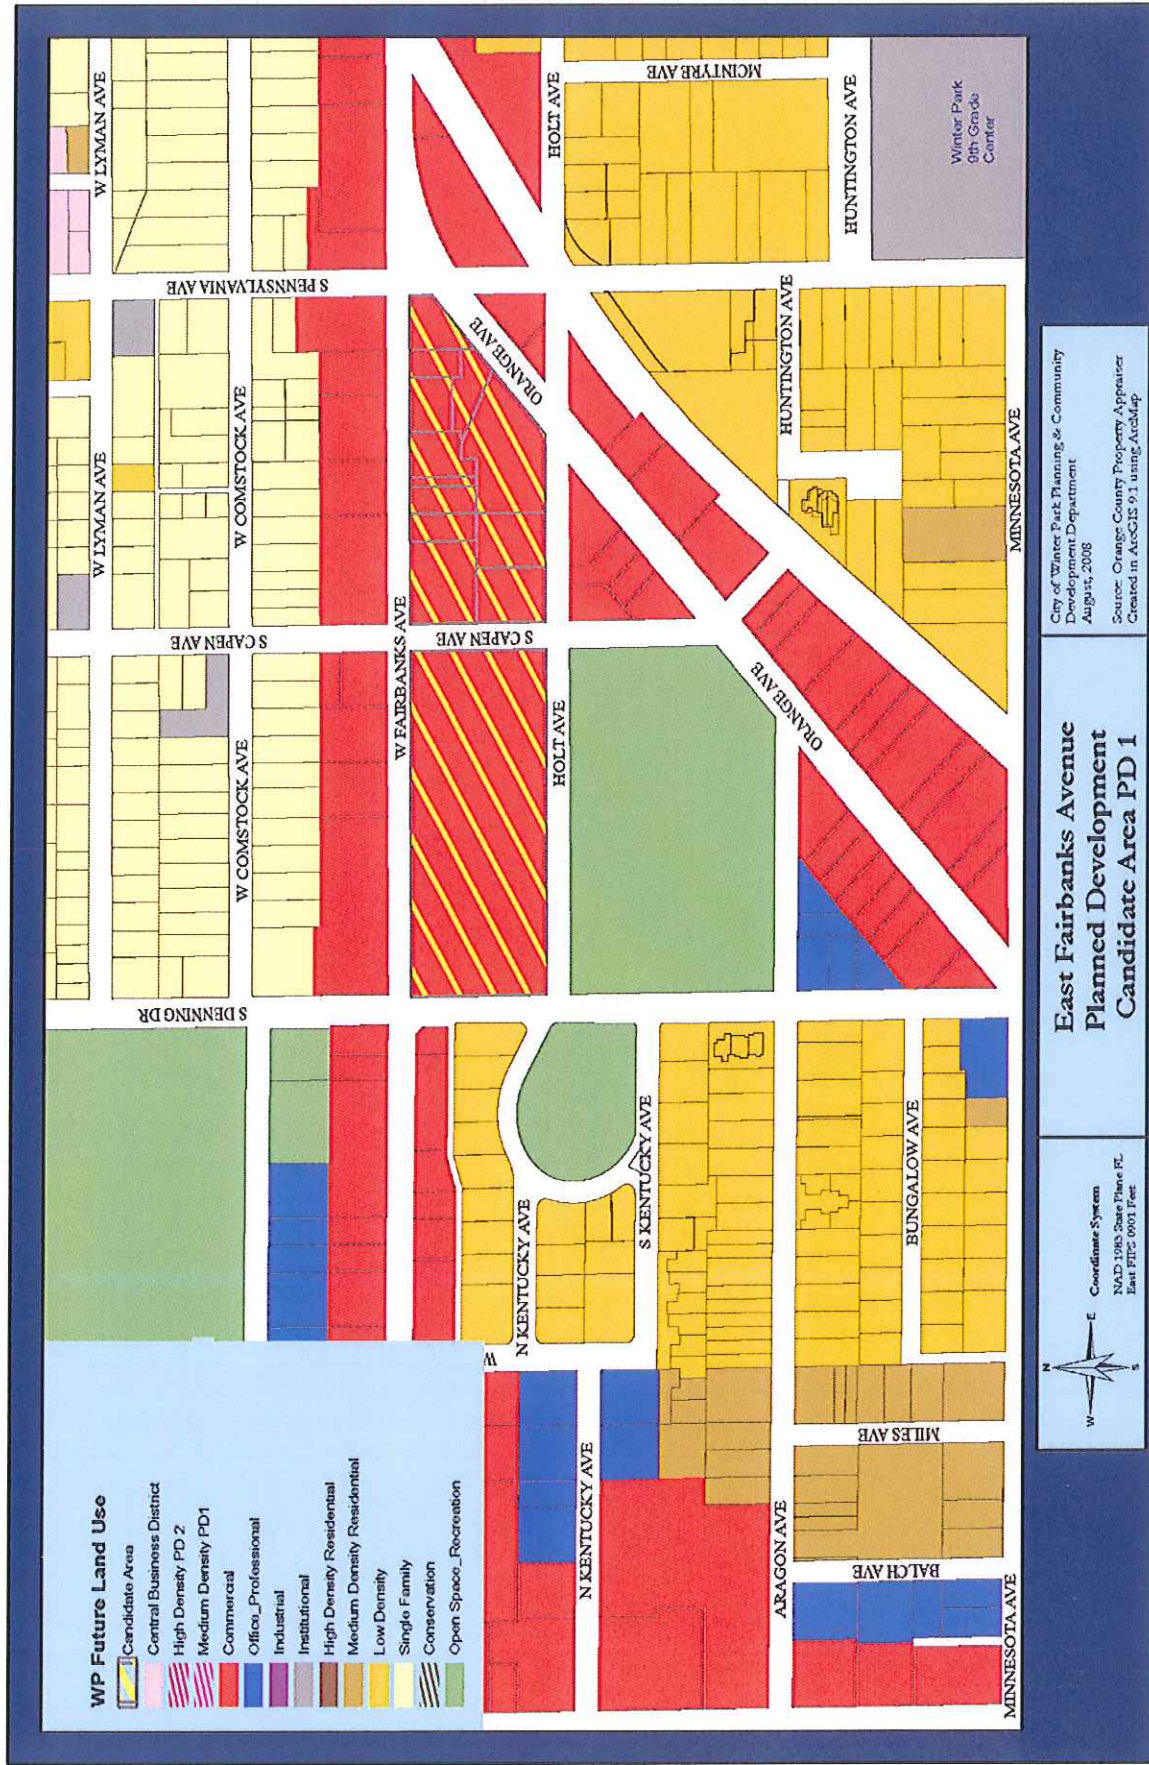 WP Future Land Use
Candidate Area
Central Business District
High Density PD 2
Medium Density PD1
Commercial
Office_Professional
Industrial
Institutional
High Density Residential
Medium Density Residential
Low Density
Single Family
Conservation
Open Space_Recreation
W LYMAN AVE
W LYMAN AVE
S DENNING DR
S CAPEN AVE
S PENNSYLVANIA AVE
W COMSTOCK AVE
W COMSTOCK AVE
W FAIRBANKS AVE
S CAPEN AVE
ORANGE AVE
HOLT AVE
HOLT AVE
MCINTYRE AVE
W
N KENTUCKY AVE
N KENTUCKY AVE
S KENTUCKY AVE
ORANGE AVE
HUNTINGTON AVE
HUNTINGTON AVE
ARAGON AVE
BALCH AVE
MILES AVE
BUNGALOW AVE
Winter Park
9th Grade
Center
MINNESOTA AVE
MINNESOTA AVE
N
W
E
S
Coordinate System
NAD 1983 State Plane FL
East FIPS 0901 Feet
East Fairbanks Avenue
Planned Development
Candidate Area PD 1
City of Winter Park Planning & Community
Development Department
August, 2008
Source: Orange County Property Appraiser
Created in ArcGIS 9.1 using ArcMap